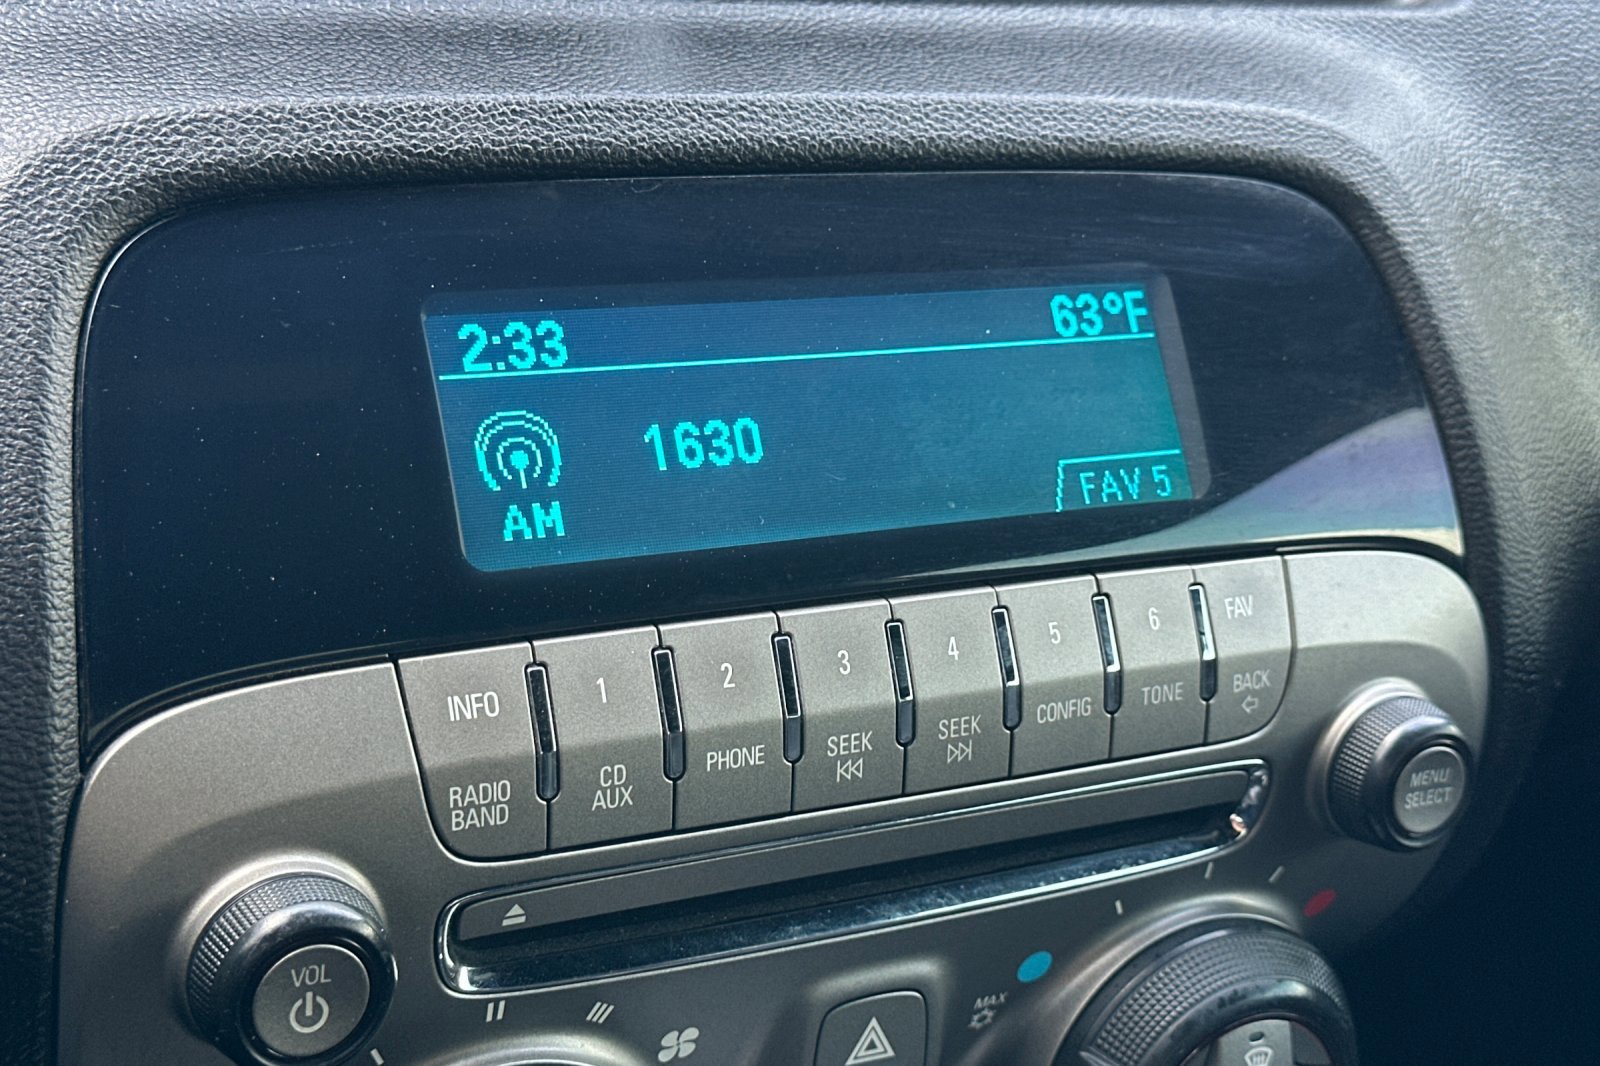 2:33 63°F
1630
AM
FAV 5
INFO 1 2 3 4 5 6 FAV
RADIO BAND CD AUX PHONE SEEK SEEK CONFIG TONE BACK
MENU SELECT
VOL
MAX